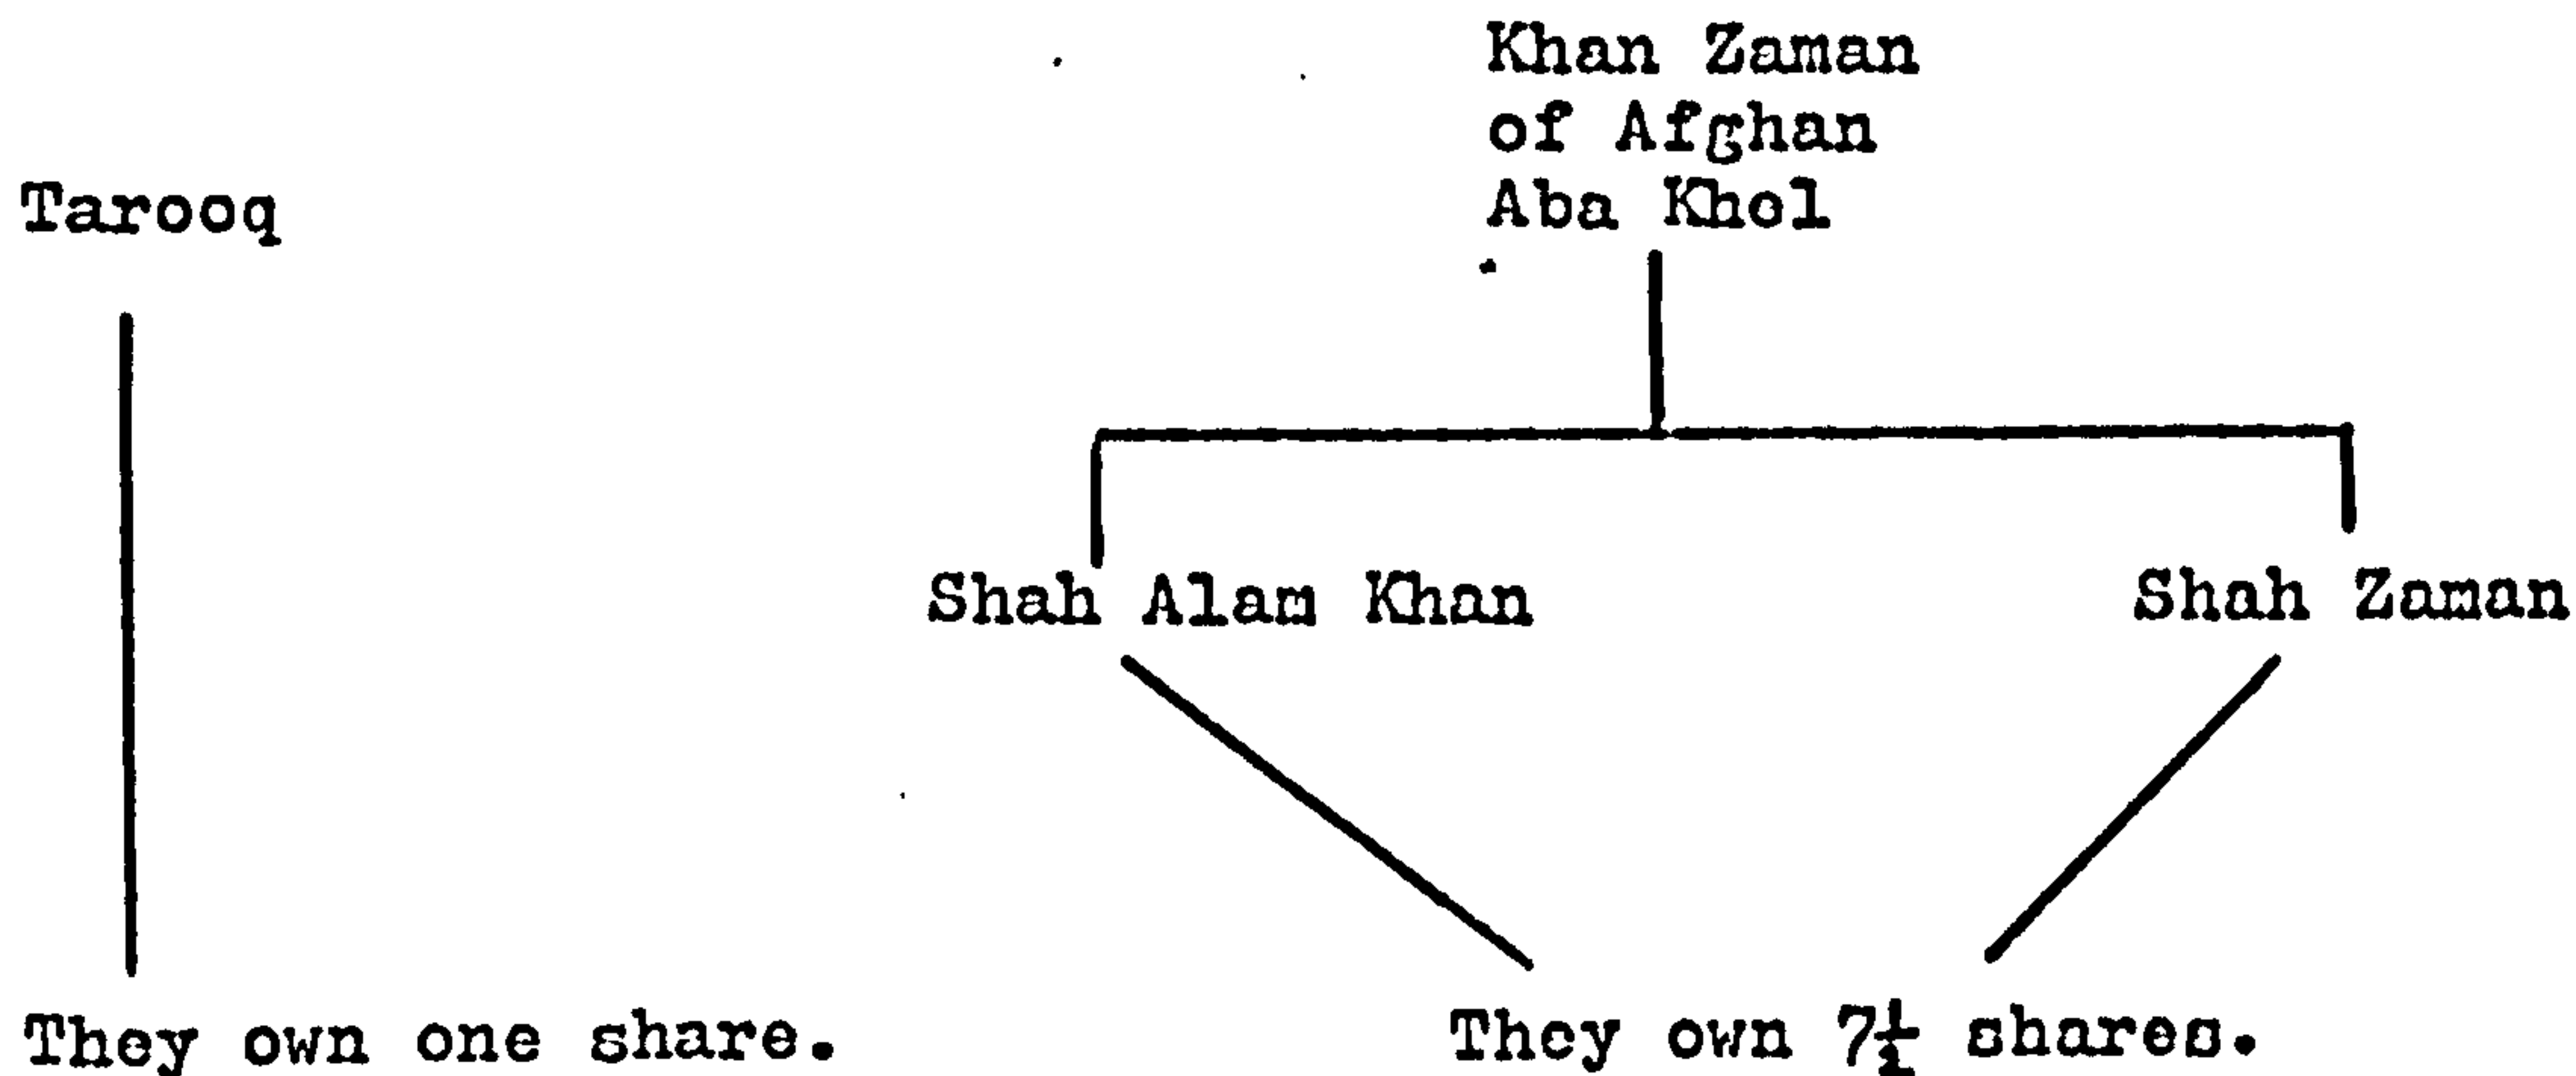 Khan Zaman
of Afghan
Aba Khel
Tarooq
Shah Alam Khan
Shah Zaman
They own one share.
They own 7½ shares.